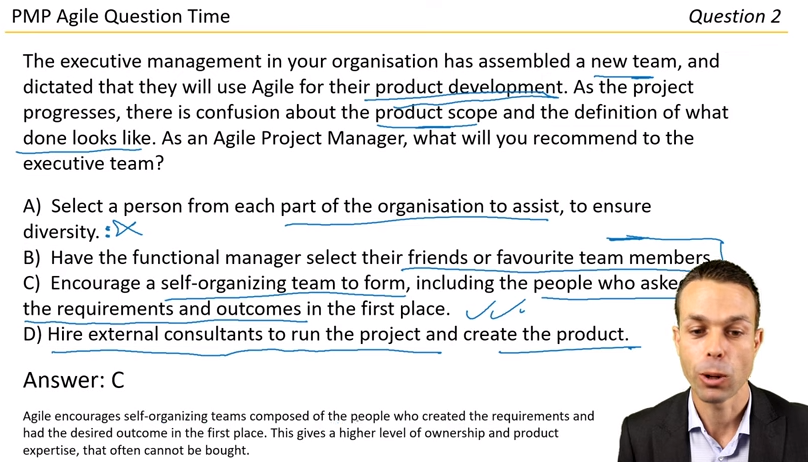 PMP Agile Question Time
Question 2
The executive management in your organisation has assembled a new team, and
dictated that they will use Agile for their product development. As the project
progresses, there is confusion about the product scope and the definition of what
done looks like. As an Agile Project Manager, what will you recommend to the
executive team?
A) Select a person from each part of the organisation to assist, to ensure
diversity.
B) Have the functional manager select their friends or favourite team members.
C) Encourage a self-organizing team to form, including the people who
the requirements and outcomes in the first place.
D) Hire external consultants to run the project and create the product.
Answer: C
Agile encourages self-organizing teams composed of the people who created the requirements and
had the desired outcome in the first place. This gives a higher level of ownership and product
expertise, that often cannot be bought.